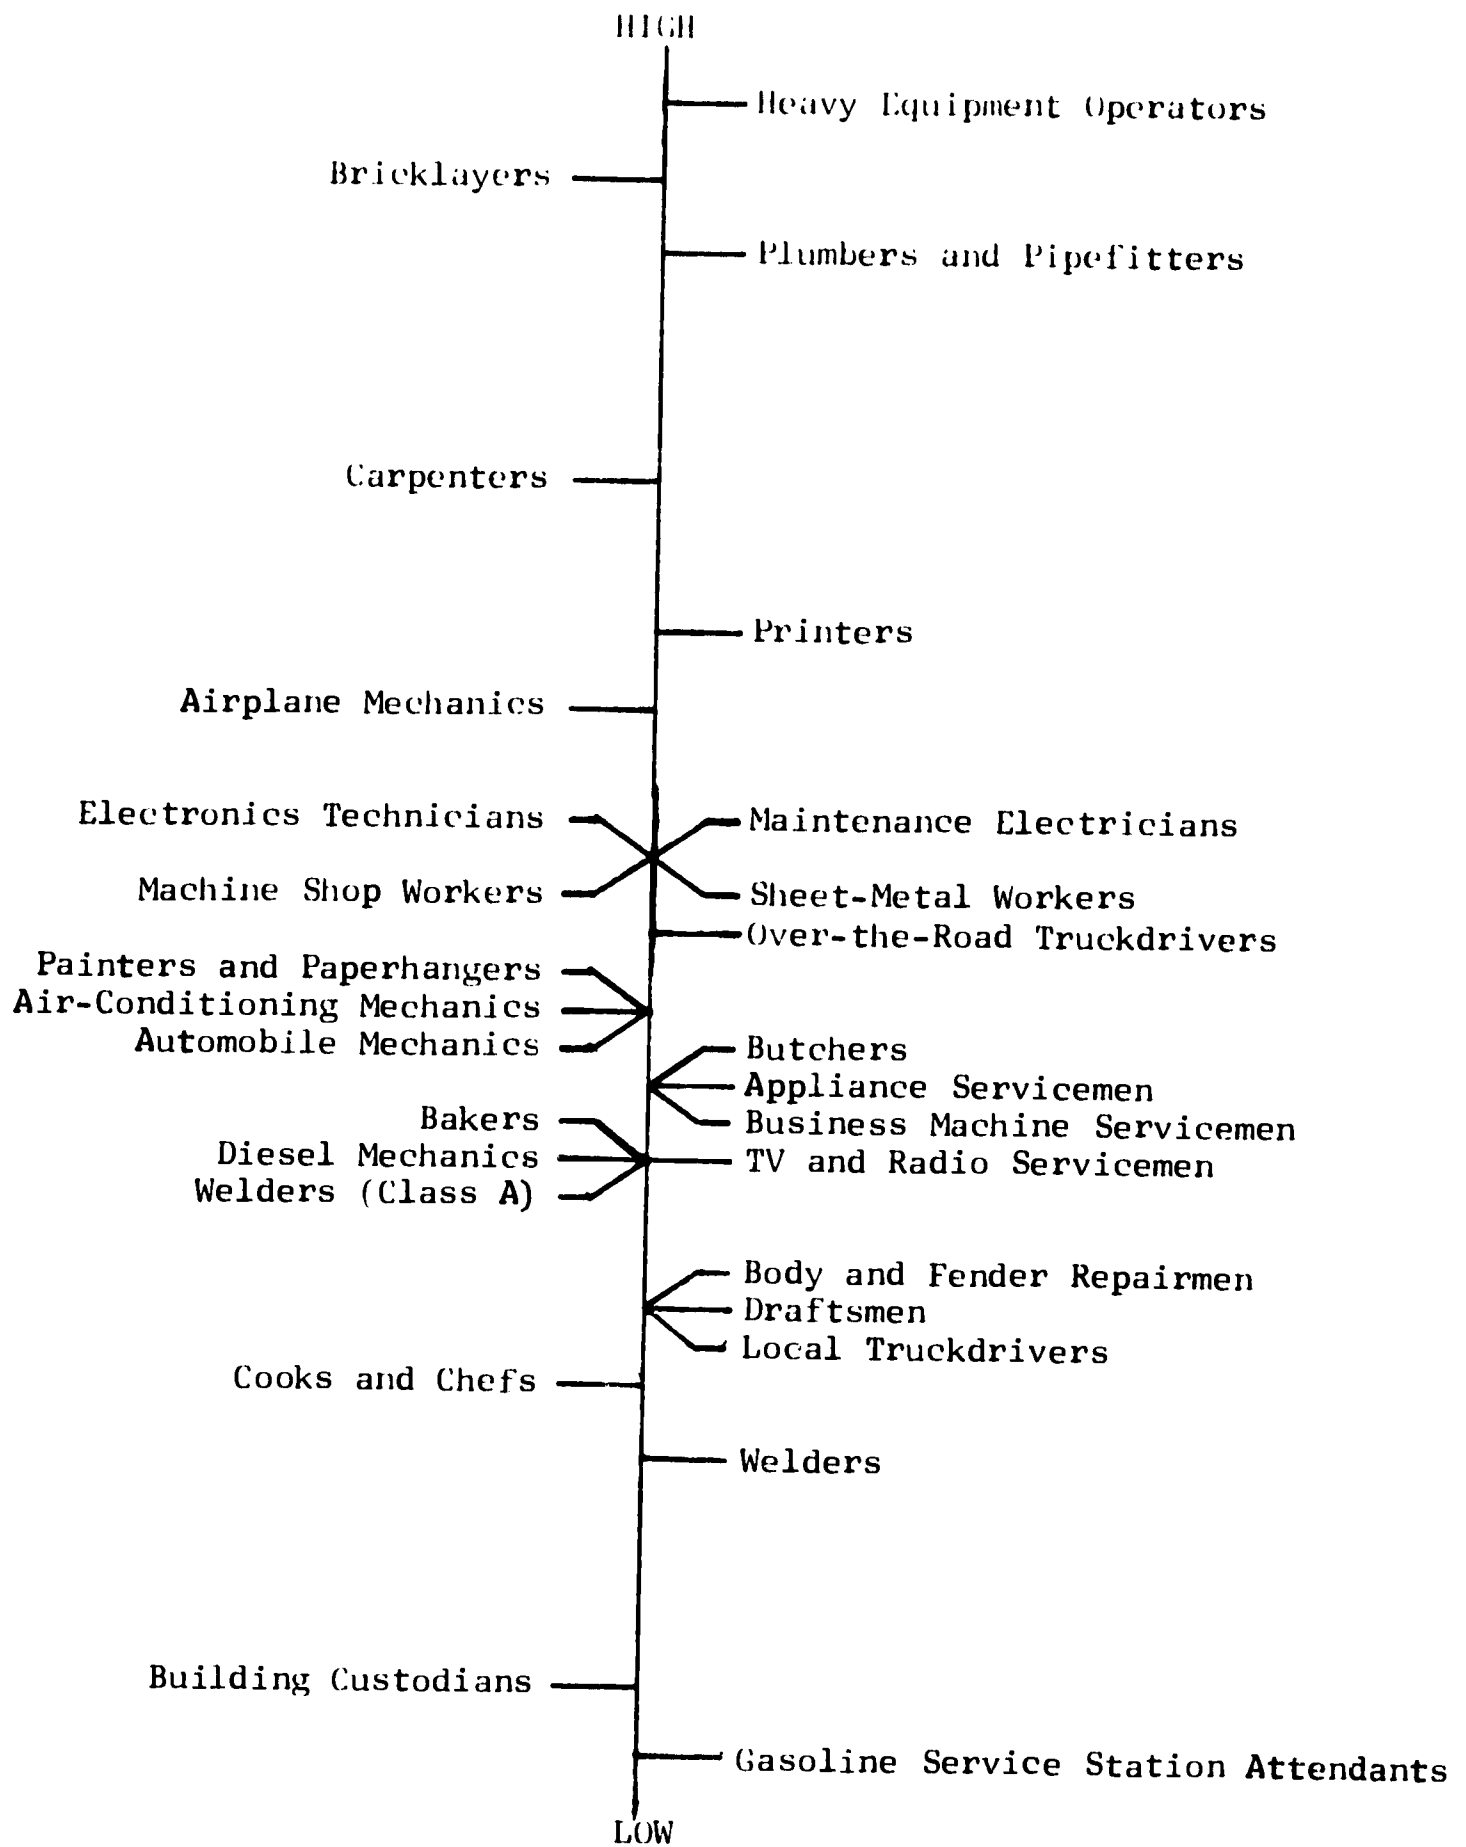 HIGH
Heavy Equipment Operators
Bricklayers
Plumbers and Pipefitters
Carpenters
Printers
Airplane Mechanics
Electronics Technicians
Maintenance Electricians
Machine Shop Workers
Sheet-Metal Workers
Over-the-Road Truckdrivers
Painters and Paperhangers
Air-Conditioning Mechanics
Automobile Mechanics
Butchers
Appliance Servicemen
Business Machine Servicemen
Bakers
Diesel Mechanics
TV and Radio Servicemen
Welders (Class A)
Body and Fender Repairmen
Draftsmen
Local Truckdrivers
Cooks and Chefs
Welders
Building Custodians
Gasoline Service Station Attendants
LOW